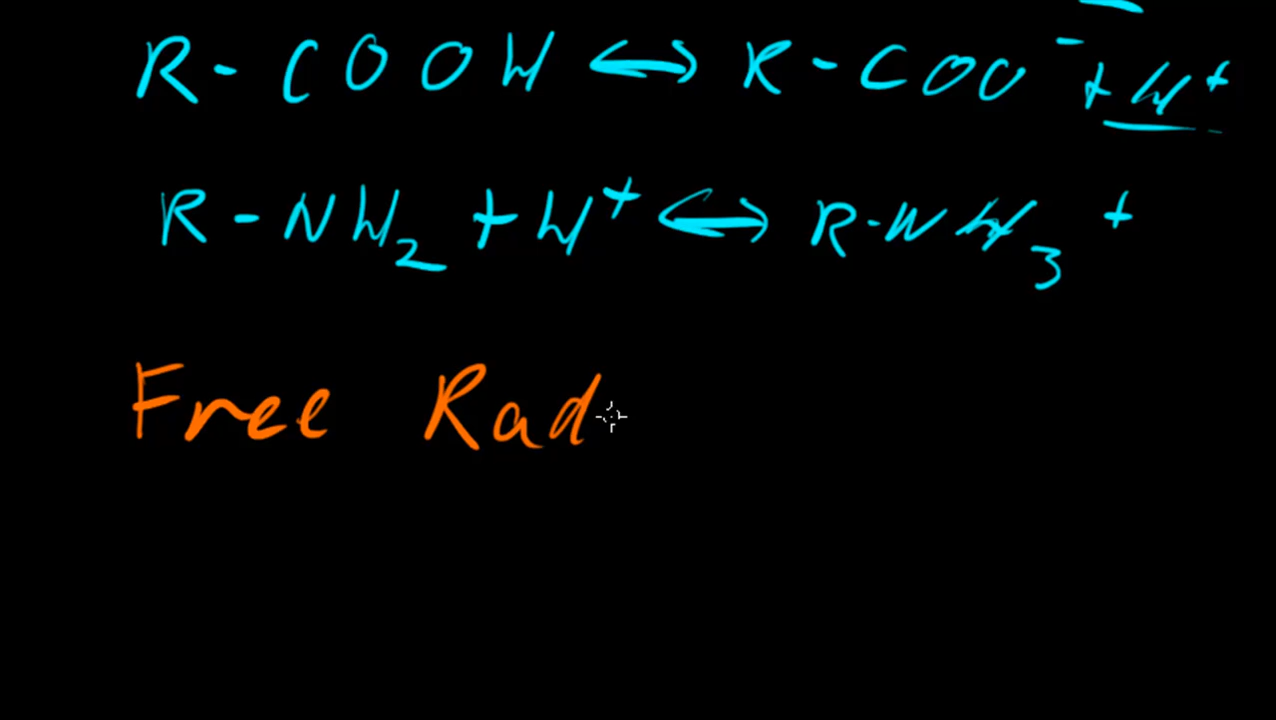 R-COOH ↔ R-COO⁻ + H⁺
R-NH₂ + H⁺ ↔ R-NH₃⁺
Free Rad